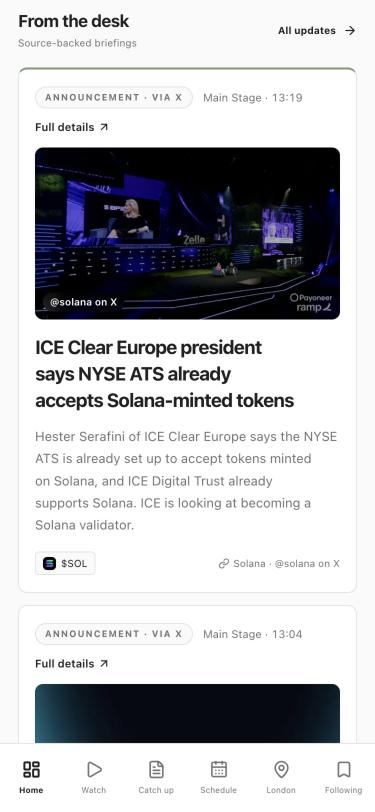 From the desk
Source-backed briefings
All updates →
ANNOUNCEMENT · VIA X
Main Stage · 13:19
Full details ↗
Zelle
@solana on X
Payoneer
ramp
ICE Clear Europe president
says NYSE ATS already
accepts Solana-minted tokens
Hester Serafini of ICE Clear Europe says the NYSE
ATS is already set up to accept tokens minted
on Solana, and ICE Digital Trust already
supports Solana. ICE is looking at becoming a
Solana validator.
$SOL
Solana · @solana on X
ANNOUNCEMENT · VIA X
Main Stage · 13:04
Full details ↗
Home
Watch
Catch up
Schedule
London
Following